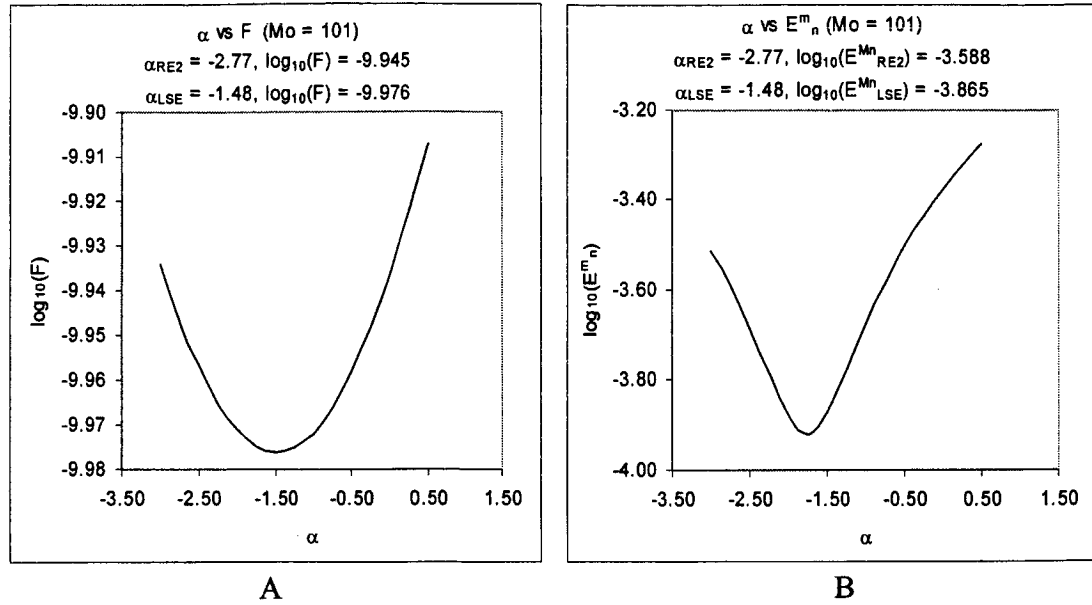 α vs F (Mo = 101)
αRE2 = -2.77, log10(F) = -9.945
αLSE = -1.48, log10(F) = -9.976
-9.90
-9.91
-9.92
-9.93
-9.94
-9.95
-9.96
-9.97
-9.98
log10(F)
-3.50 -2.50 -1.50 -0.50 0.50 1.50
α
A
α vs E^m_n (Mo = 101)
αRE2 = -2.77, log10(E^Mn_RE2) = -3.588
αLSE = -1.48, log10(E^Mn_LSE) = -3.865
-3.20
-3.40
-3.60
-3.80
-4.00
log10(E^m_n)
-3.50 -2.50 -1.50 -0.50 0.50 1.50
α
B